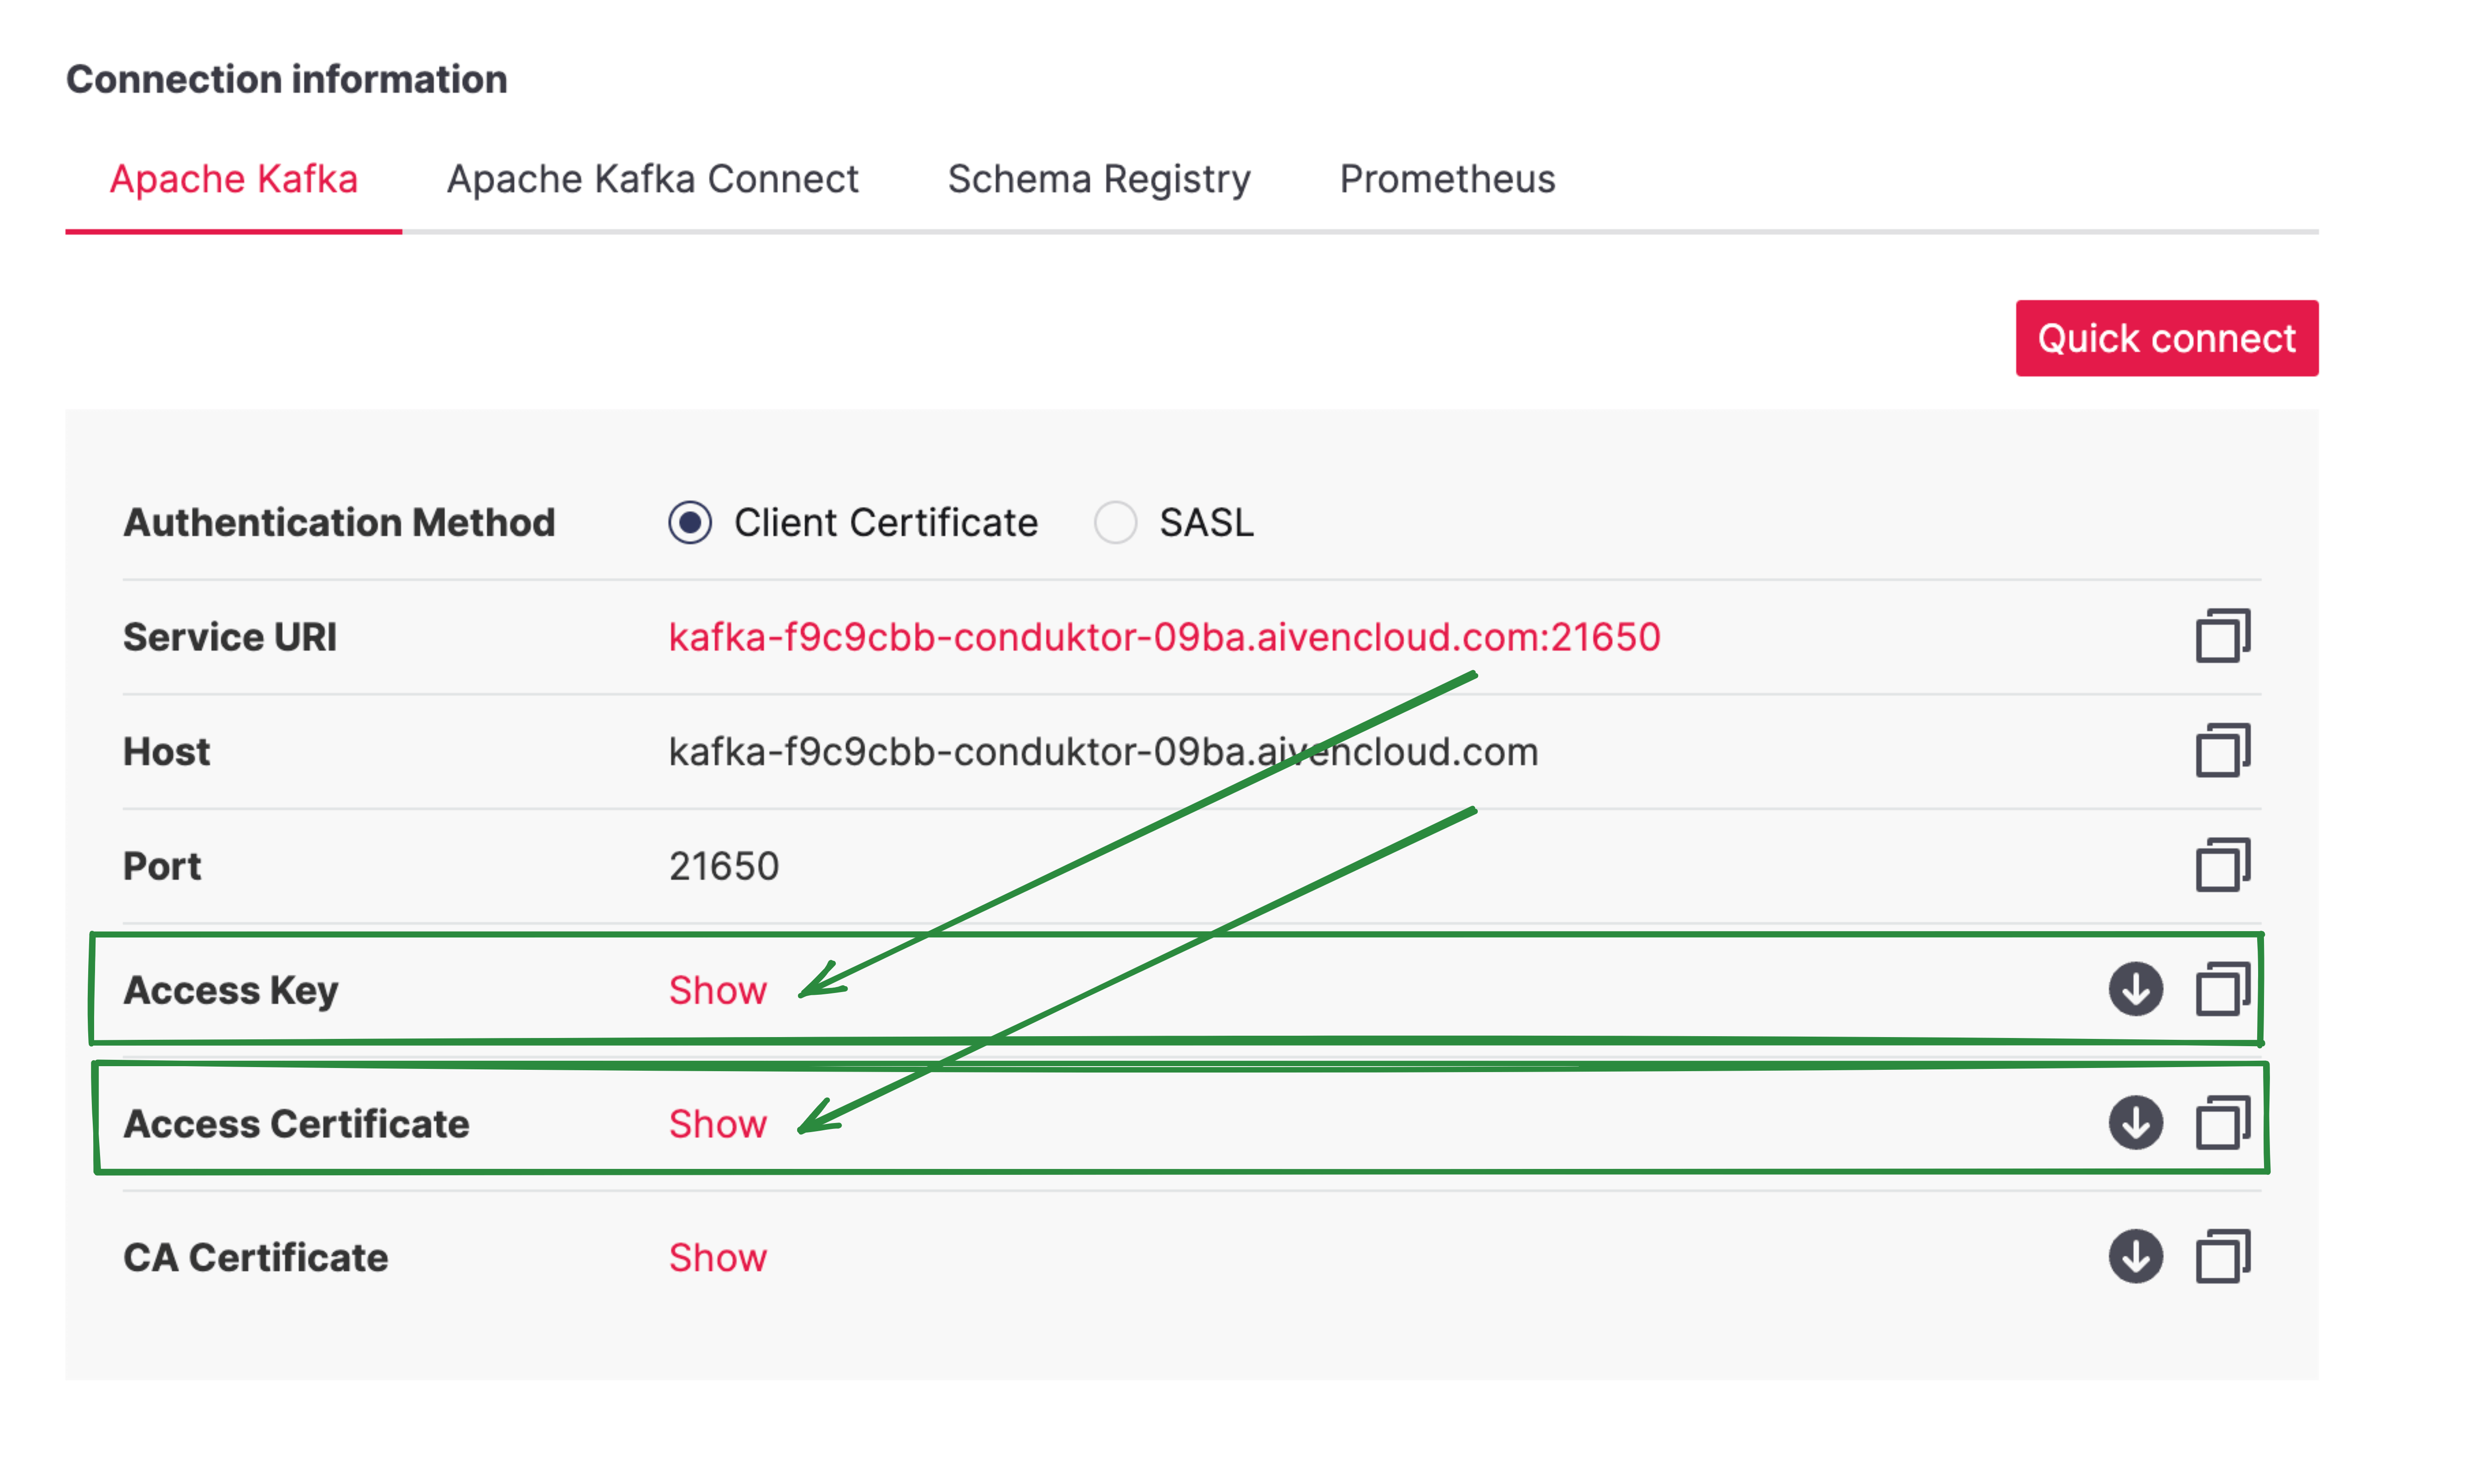 Connection information
Apache Kafka Apache Kafka Connect Schema Registry Prometheus
Quick connect
Authentication Method Client Certificate SASL
Service URI kafka-f9c9cbb-conduktor-09ba.aivencloud.com:21650
Host kafka-f9c9cbb-conduktor-09ba.aivencloud.com
Port 21650
Access Key Show
Access Certificate Show
CA Certificate Show